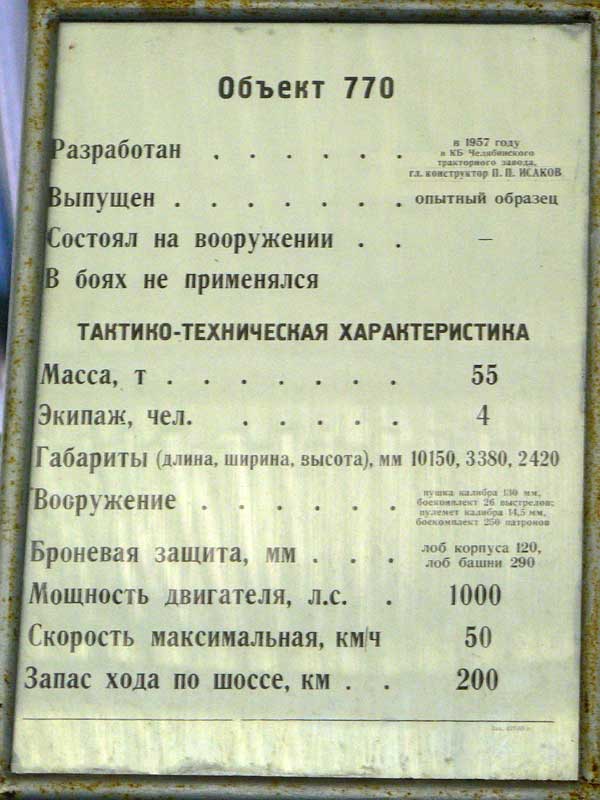 Объект 770
Разработан . . . . . . в 1957 году
в КБ Челябинского
тракторного завода,
гл. конструктор П. П. ИСАКОВ
Выпущен . . . . . . . опытный образец
Состоял на вооружении . . —
В боях не применялся
ТАКТИКО-ТЕХНИЧЕСКАЯ ХАРАКТЕРИСТИКА
Масса, т . . . . . . . 55
Экипаж, чел. . . . . . 4
Габариты (длина, ширина, высота), мм 10150, 3380, 2420
Вооружение . . . . . . пушка калибра 130 мм,
боекомплект 26 выстрелов;
пулемет калибра 14,5 мм,
боекомплект 250 патронов
Броневая защита, мм . . . лоб корпуса 120,
лоб башни 290
Мощность двигателя, л.с. . 1000
Скорость максимальная, км/ч 50
Запас хода по шоссе, км . . 200